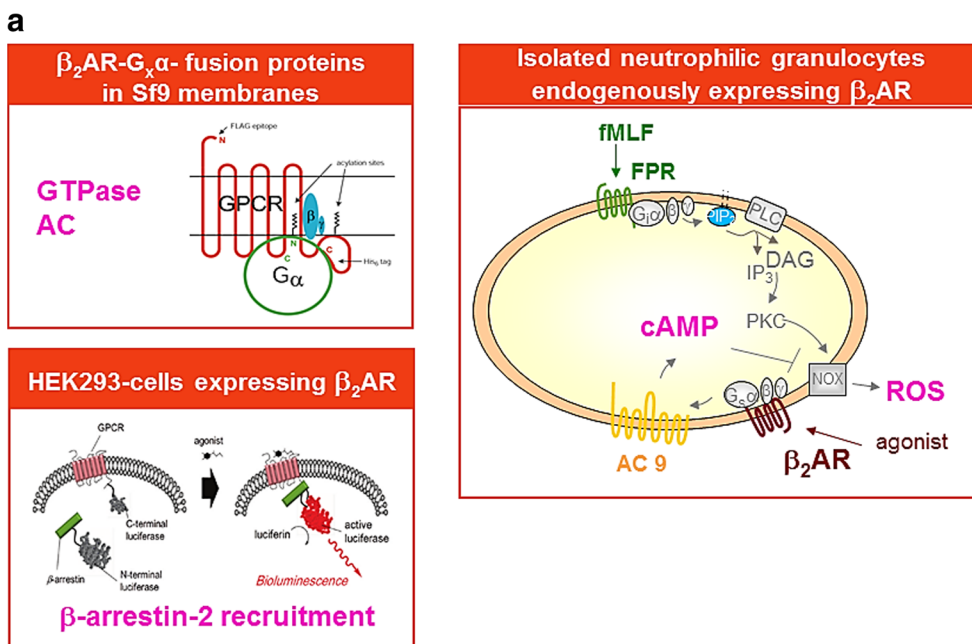 a
β₂AR-Gₓα- fusion proteins
in Sf9 membranes
FLAG epitope
N
acylation sites
GTPase
AC
GPCR
β
γ
N
C
C
His₆ tag
Gα
HEK293-cells expressing β₂AR
GPCR
agonist
C-terminal
luciferase
luciferin
active
luciferase
β-arrestin
N-terminal
luciferase
Bioluminescence
β-arrestin-2 recruitment
Isolated neutrophilic granulocytes
endogenously expressing β₂AR
fMLF
FPR
Giα
β
γ
PIP₂
PLC
DAG
IP₃
PKC
cAMP
NOX
ROS
Gsα
β
γ
AC 9
β₂AR
agonist